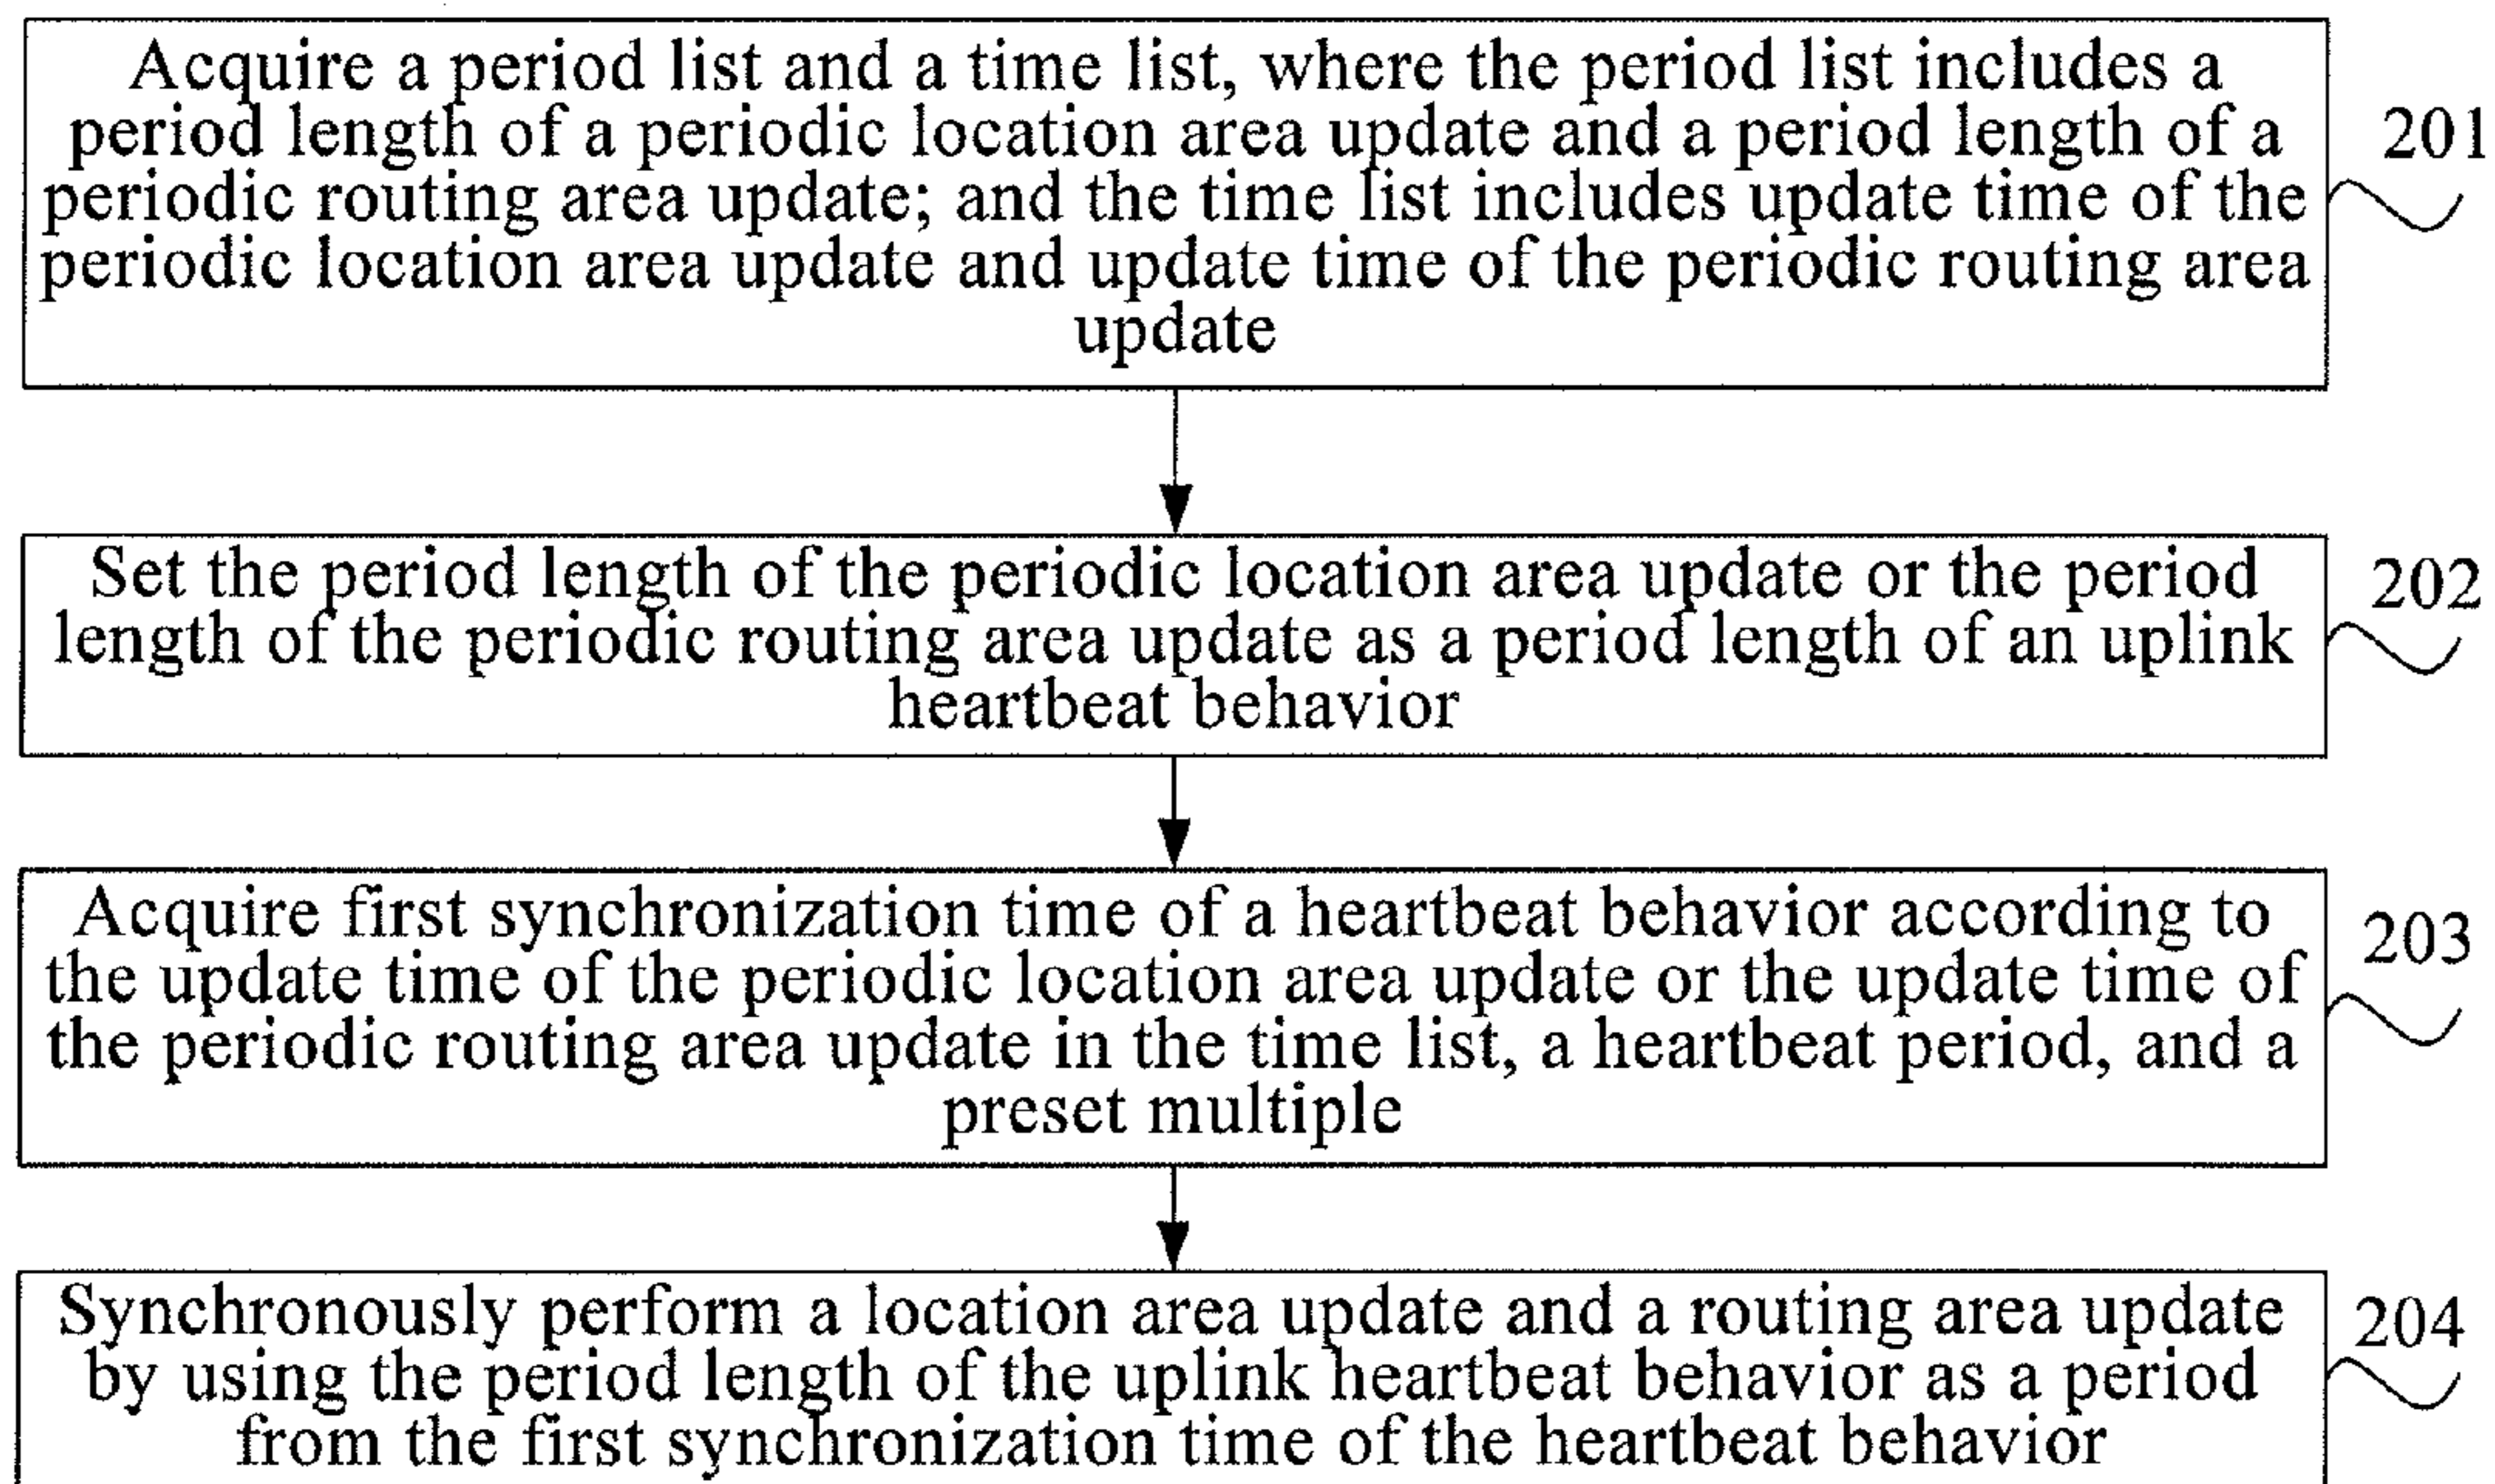 Acquire a period list and a time list, where the period list includes a
period length of a periodic location area update and a period length of a
periodic routing area update; and the time list includes update time of the
periodic location area update and update time of the periodic routing area
update
201
Set the period length of the periodic location area update or the period
length of the periodic routing area update as a period length of an uplink
heartbeat behavior
202
Acquire first synchronization time of a heartbeat behavior according to
the update time of the periodic location area update or the update time of
the periodic routing area update in the time list, a heartbeat period, and a
preset multiple
203
Synchronously perform a location area update and a routing area update
by using the period length of the uplink heartbeat behavior as a period
from the first synchronization time of the heartbeat behavior
204